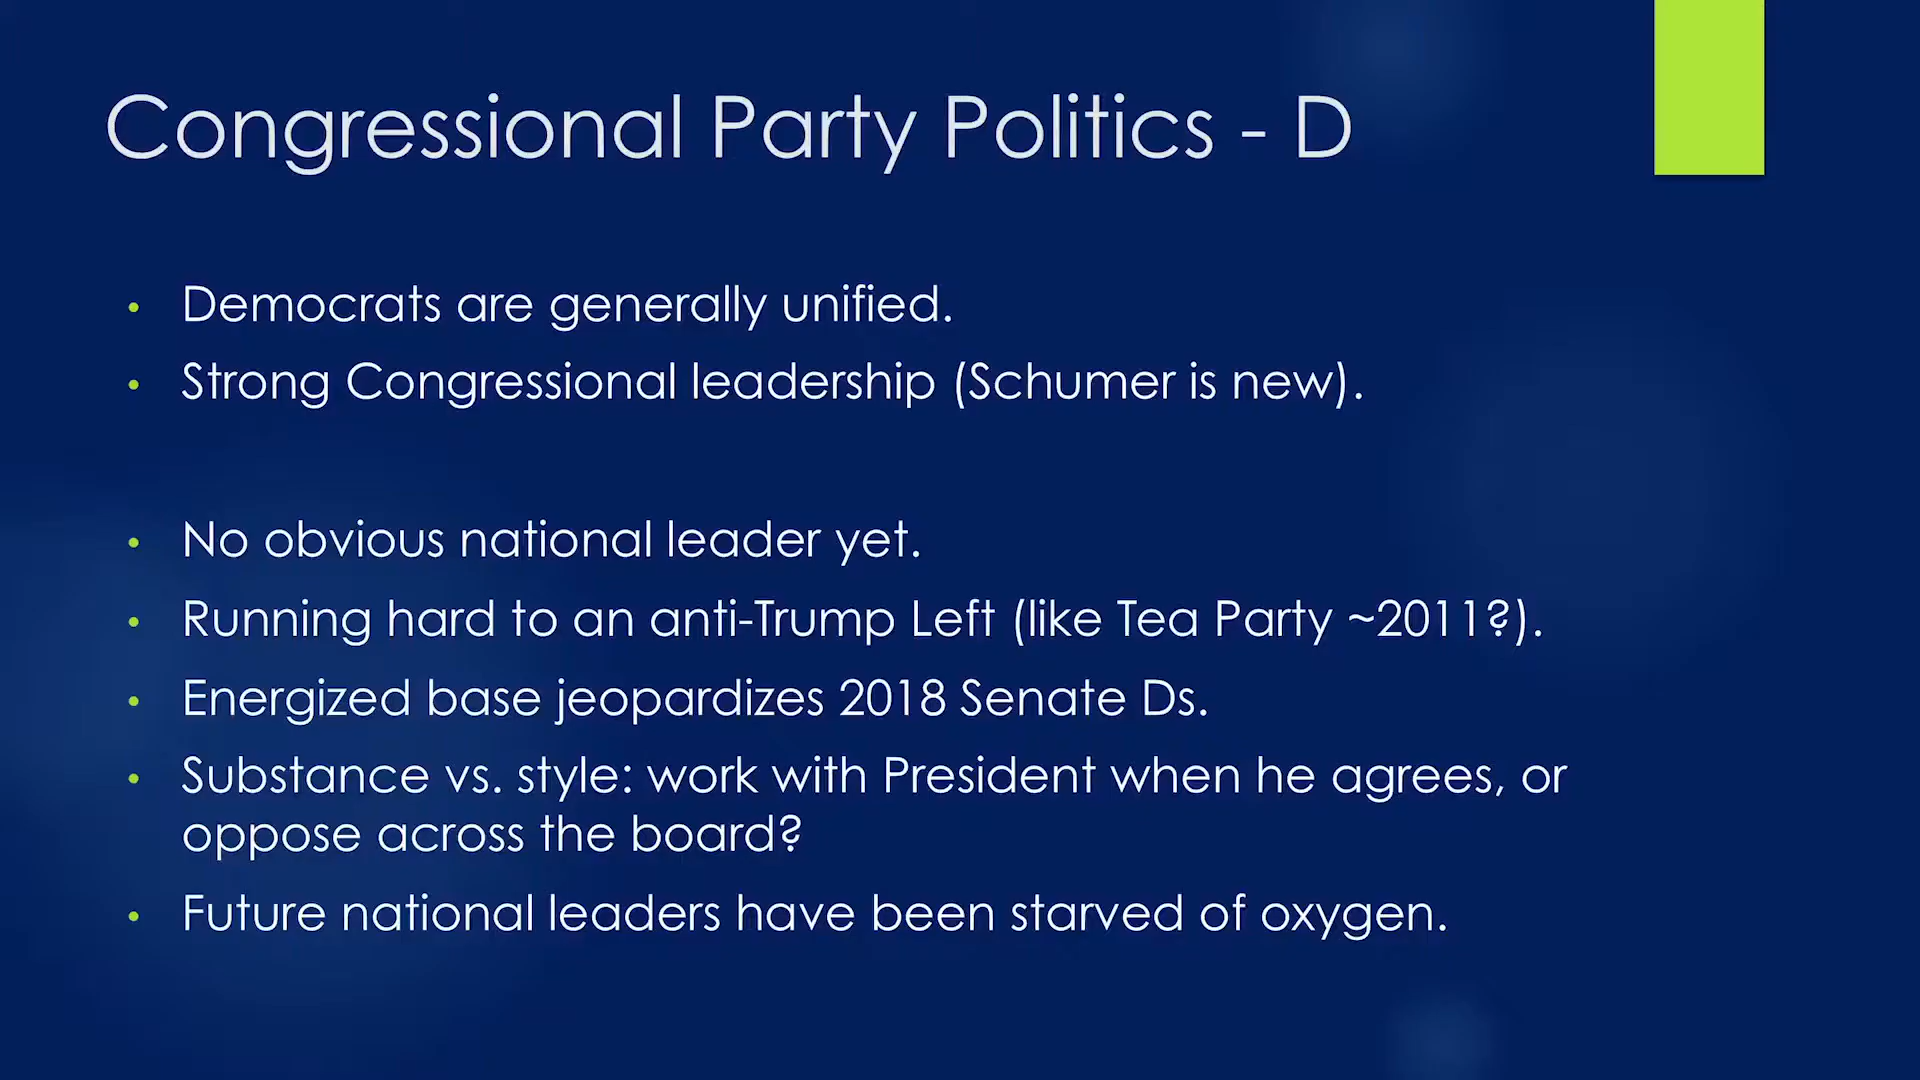 Congressional Party Politics - D
• Democrats are generally unified.
• Strong Congressional leadership (Schumer is new).
• No obvious national leader yet.
• Running hard to an anti-Trump Left (like Tea Party ~2011?).
• Energized base jeopardizes 2018 Senate Ds.
• Substance vs. style: work with President when he agrees, or
oppose across the board?
• Future national leaders have been starved of oxygen.